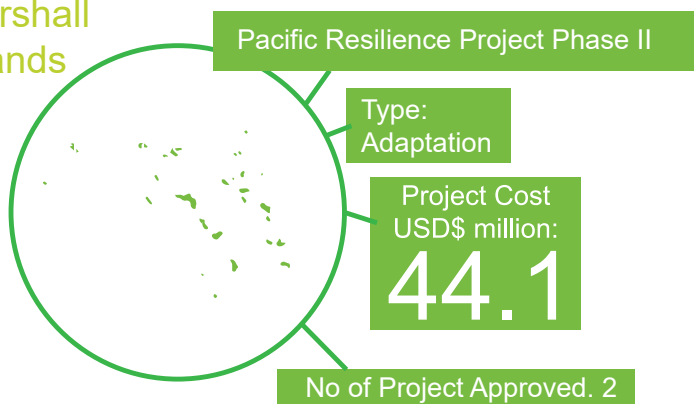 rshall
ands
Pacific Resilience Project Phase II
Type:
Adaptation
Project Cost
USD$ million:
44.1
No of Project Approved. 2